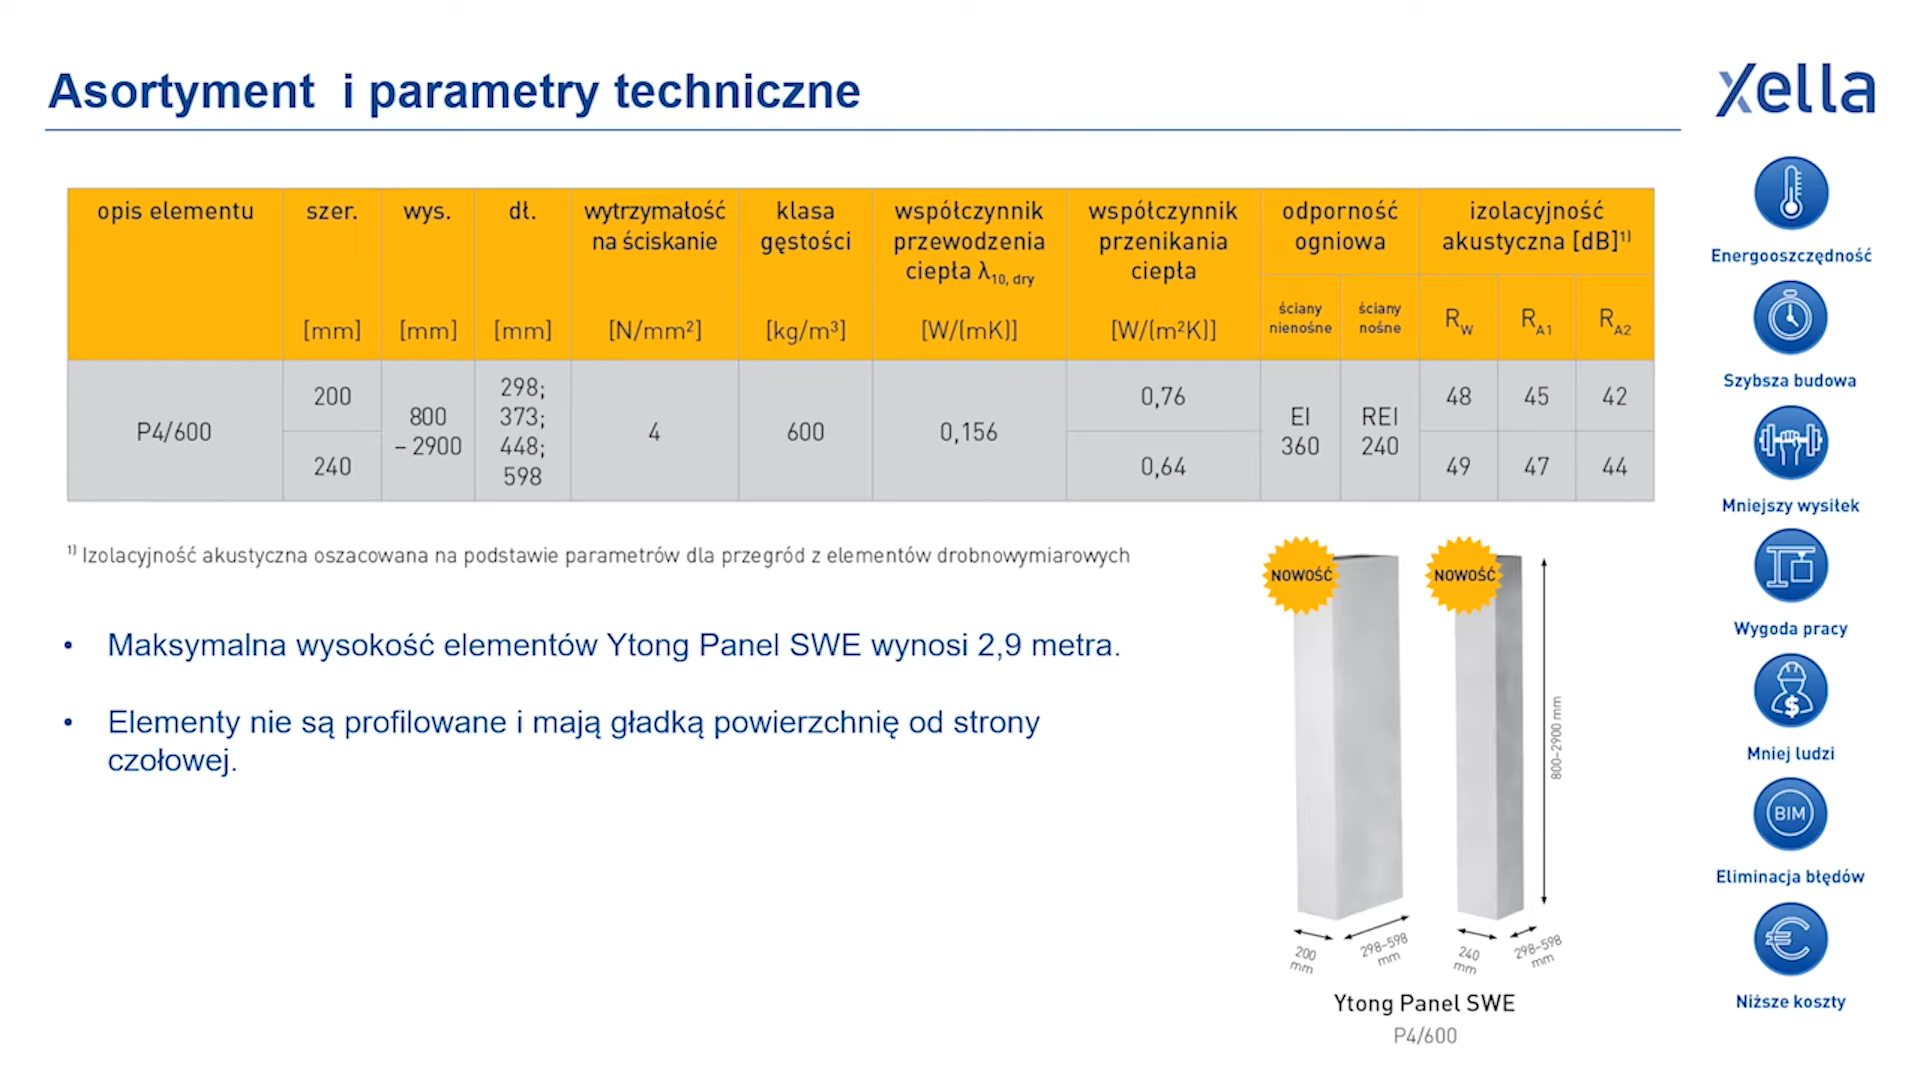 Asortyment i parametry techniczne
Xella
opis elementu
szer.
[mm]
wys.
[mm]
dł.
[mm]
wytrzymałość
na ściskanie
[N/mm²]
klasa
gęstości
[kg/m³]
współczynnik
przewodzenia
ciepła λ10, dry
[W/(mK)]
współczynnik
przenikania
ciepła
[W/(m²K)]
odporność
ogniowa
ściany
nienośne
ściany
nośne
izolacyjność
akustyczna [dB]¹⁾
RW
RA1
RA2
P4/600
200
240
800
– 2900
298;
373;
448;
598
4
600
0,156
0,76
0,64
EI
360
REI
240
48
45
42
49
47
44
¹⁾ Izolacyjność akustyczna oszacowana na podstawie parametrów dla przegród z elementów drobnowymiarowych
• Maksymalna wysokość elementów Ytong Panel SWE wynosi 2,9 metra.
• Elementy nie są profilowane i mają gładką powierzchnię od strony
czołowej.
NOWOŚĆ
NOWOŚĆ
800–2900 mm
200
mm
298–598
mm
240
mm
298–598
mm
Ytong Panel SWE
P4/600
Energooszczędność
Szybsza budowa
Mniejszy wysiłek
Wygoda pracy
$
Mniej ludzi
BIM
Eliminacja błędów
€
Niższe koszty